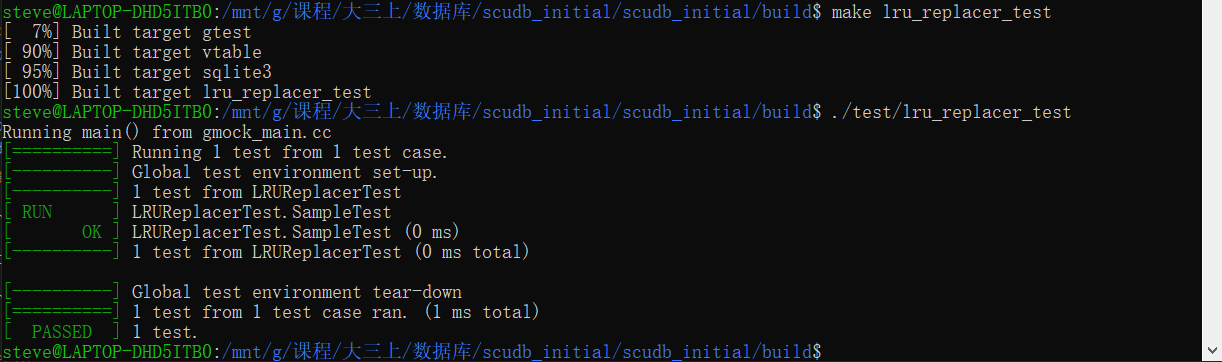 steve@LAPTOP-DHD5ITB0:/mnt/g/课程/大三上/数据库/scudb_initial/scudb_initial/build$ make lru_replacer_test
[  7%] Built target gtest
[ 90%] Built target vtable
[ 95%] Built target sqlite3
[100%] Built target lru_replacer_test
steve@LAPTOP-DHD5ITB0:/mnt/g/课程/大三上/数据库/scudb_initial/scudb_initial/build$ ./test/lru_replacer_test
Running main() from gmock_main.cc
[==========] Running 1 test from 1 test case.
[----------] Global test environment set-up.
[----------] 1 test from LRUReplacerTest
[ RUN      ] LRUReplacerTest.SampleTest
[       OK ] LRUReplacerTest.SampleTest (0 ms)
[----------] 1 test from LRUReplacerTest (0 ms total)

[----------] Global test environment tear-down
[==========] 1 test from 1 test case ran. (1 ms total)
[  PASSED  ] 1 test.
steve@LAPTOP-DHD5ITB0:/mnt/g/课程/大三上/数据库/scudb_initial/scudb_initial/build$